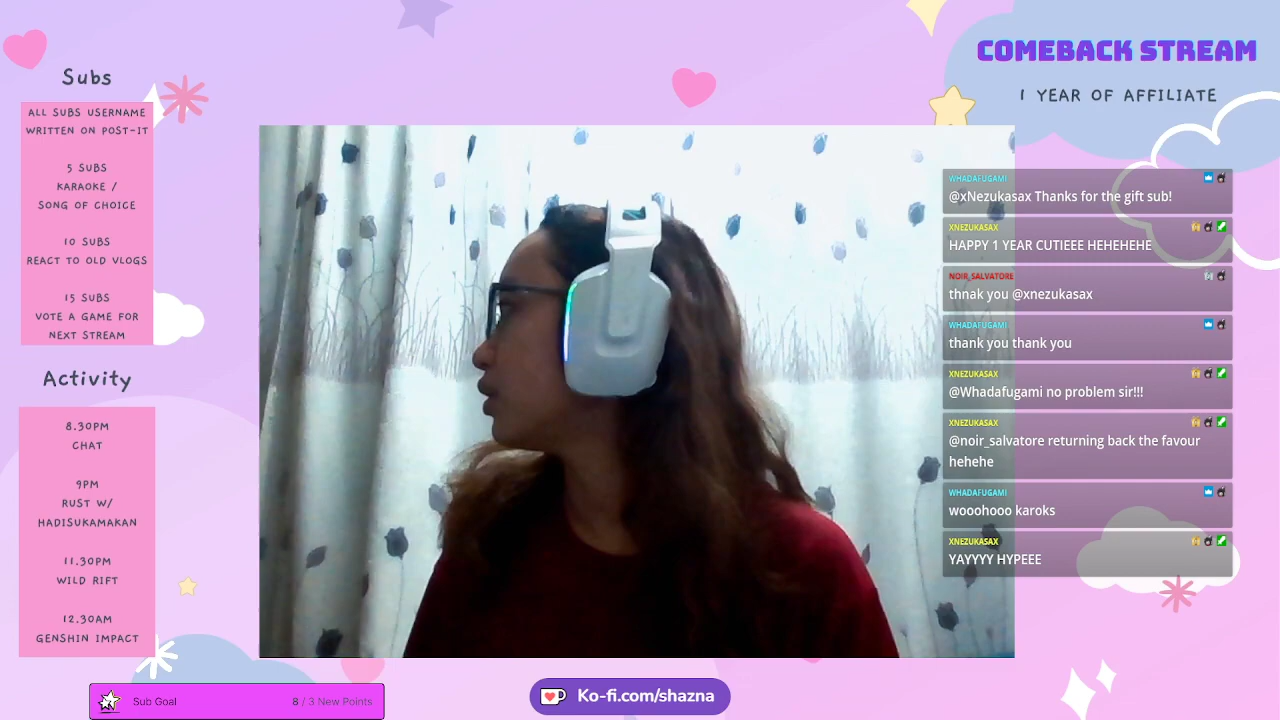 COMEBACK STREAM
1 YEAR OF AFFILIATE
Subs
ALL SUBS USERNAME
WRITTEN ON POST-IT
5 SUBS
KARAOKE /
SONG OF CHOICE
10 SUBS
REACT TO OLD VLOGS
15 SUBS
VOTE A GAME FOR
NEXT STREAM
Activity
8.30PM
CHAT
9PM
RUST W/
HADISUKAMAKAN
11.30PM
WILD RIFT
12.30AM
GENSHIN IMPACT
WHADAFUGAMI
@xNezukasax Thanks for the gift sub!
XNEZUKASAX
HAPPY 1 YEAR CUTIEEE HEHEHEHE
NOIR_SALVATORE
thnak you @xnezukasax
WHADAFUGAMI
thank you thank you
XNEZUKASAX
@Whadafugami no problem sir!!!
XNEZUKASAX
@noir_salvatore returning back the favour
hehehe
WHADAFUGAMI
wooohooo karoks
XNEZUKASAX
YAYYYY HYPEEE
Sub Goal
8 / 3 New Points
Ko-fi.com/shazna